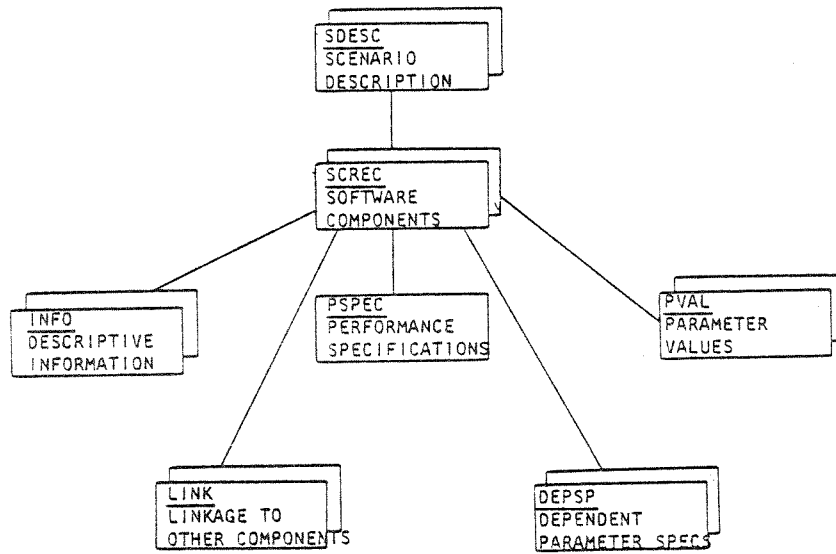 SDESC
SCENARIO
DESCRIPTION
SCREC
SOFTWARE
COMPONENTS
INFO
DESCRIPTIVE
INFORMATION
PSPEC
PERFORMANCE
SPECIFICATIONS
PVAL
PARAMETER
VALUES
LINK
LINKAGE TO
OTHER COMPONENTS
DEPSP
DEPENDENT
PARAMETER SPECS